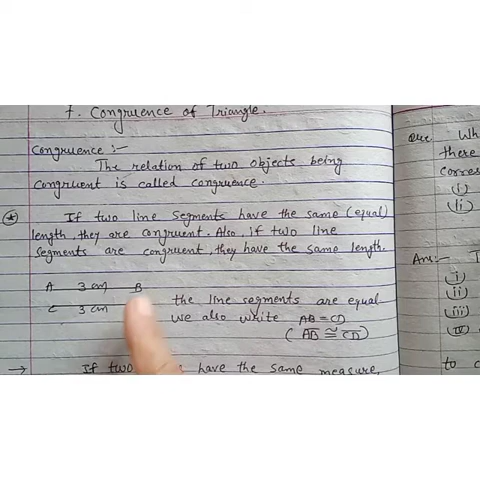 7. Congruence of Triangle.
Congruence :-
The relation of two objects being
congruent is called congruence.
If two line segments have the same (equal)
length, they are congruent. Also, if two line
segments are congruent, they have the same length.
A 3 cm B
C 3 cm
the line segments are equal
we also write AB = CD
( AB ≅ CD )
→ If two have the same measure,
Que Wh
there
corres
(i)
(ii)
Ans:- T
i)
(ii)
(iii)
(iv)
to c